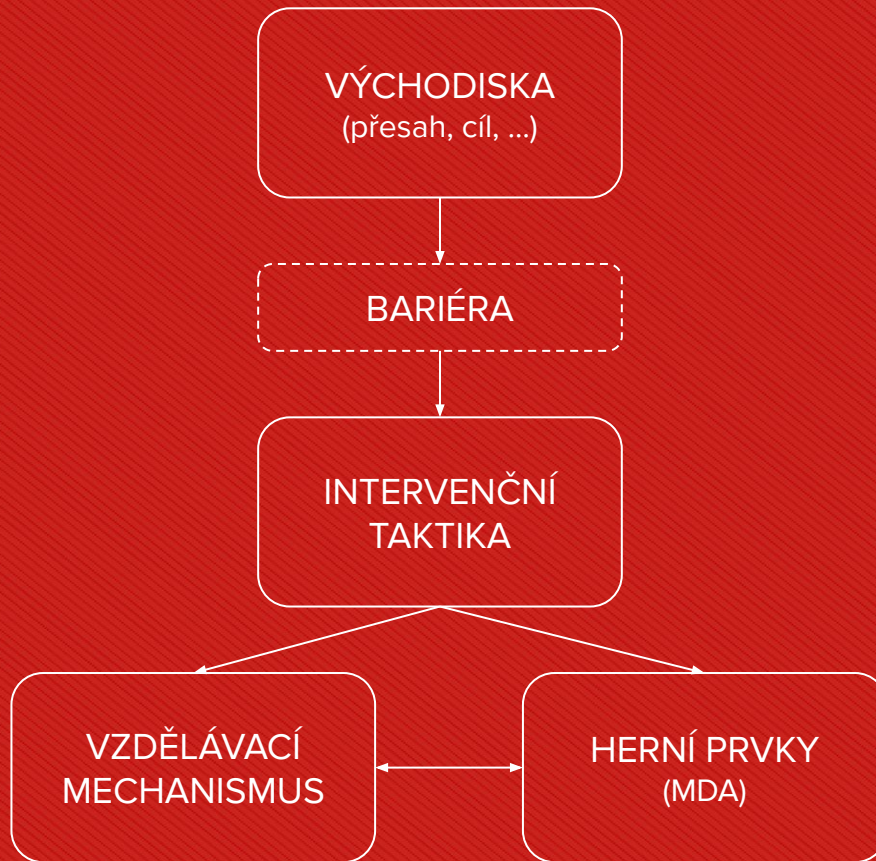 VÝCHODISKA
(přesah, cíl, ...)
BARIÉRA
INTERVENČNÍ
TAKTIKA
VZDĚLÁVACÍ
MECHANISMUS
HERNÍ PRVKY
(MDA)